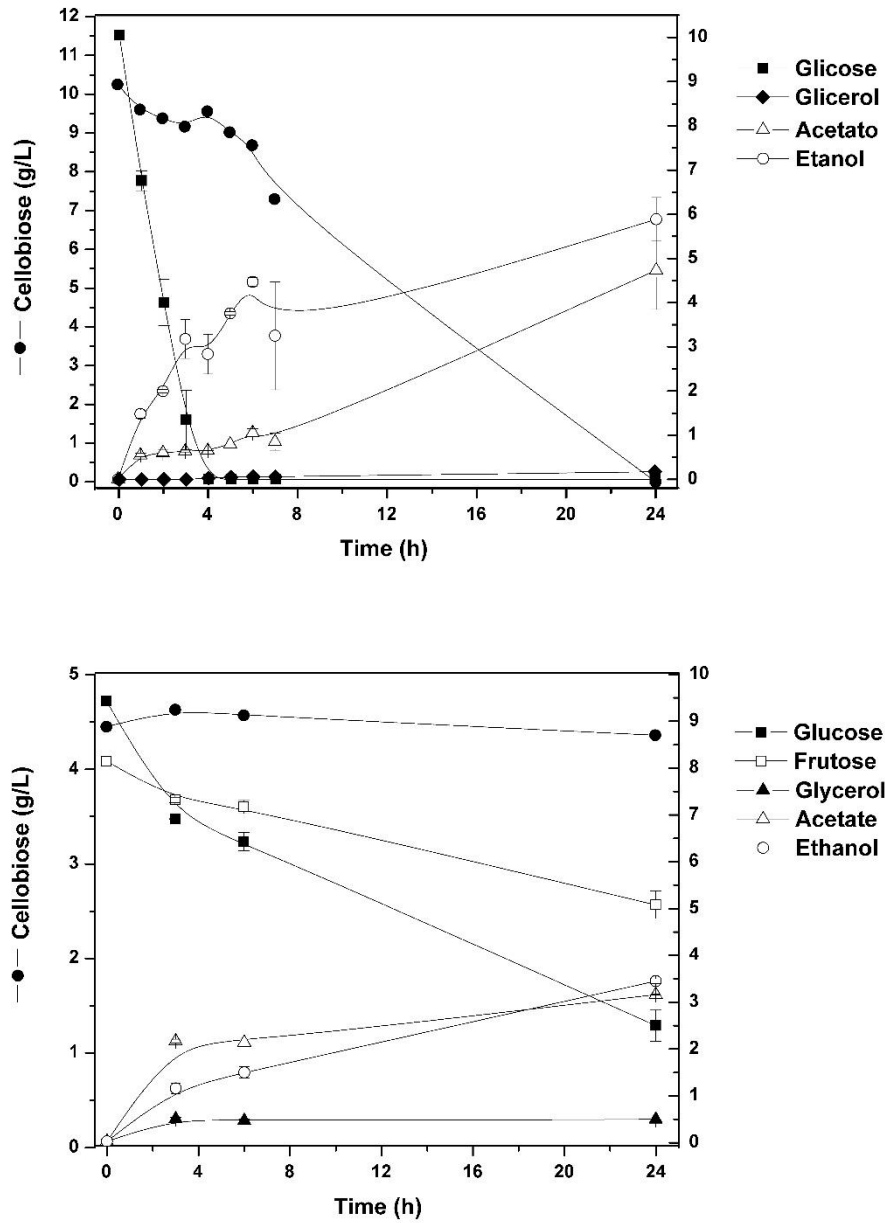 12
11
10
9
8
7
6
5
4
3
2
1
0
Cellobiose (g/L)
10
9
8
7
6
5
4
3
2
1
0
0 4 8 12 16 20 24
Time (h)
Glicose
Glicerol
Acetato
Etanol
5
4
3
2
1
0
Cellobiose (g/L)
10
9
8
7
6
5
4
3
2
1
0
0 4 8 12 16 20 24
Time (h)
Glucose
Frutose
Glycerol
Acetate
Ethanol